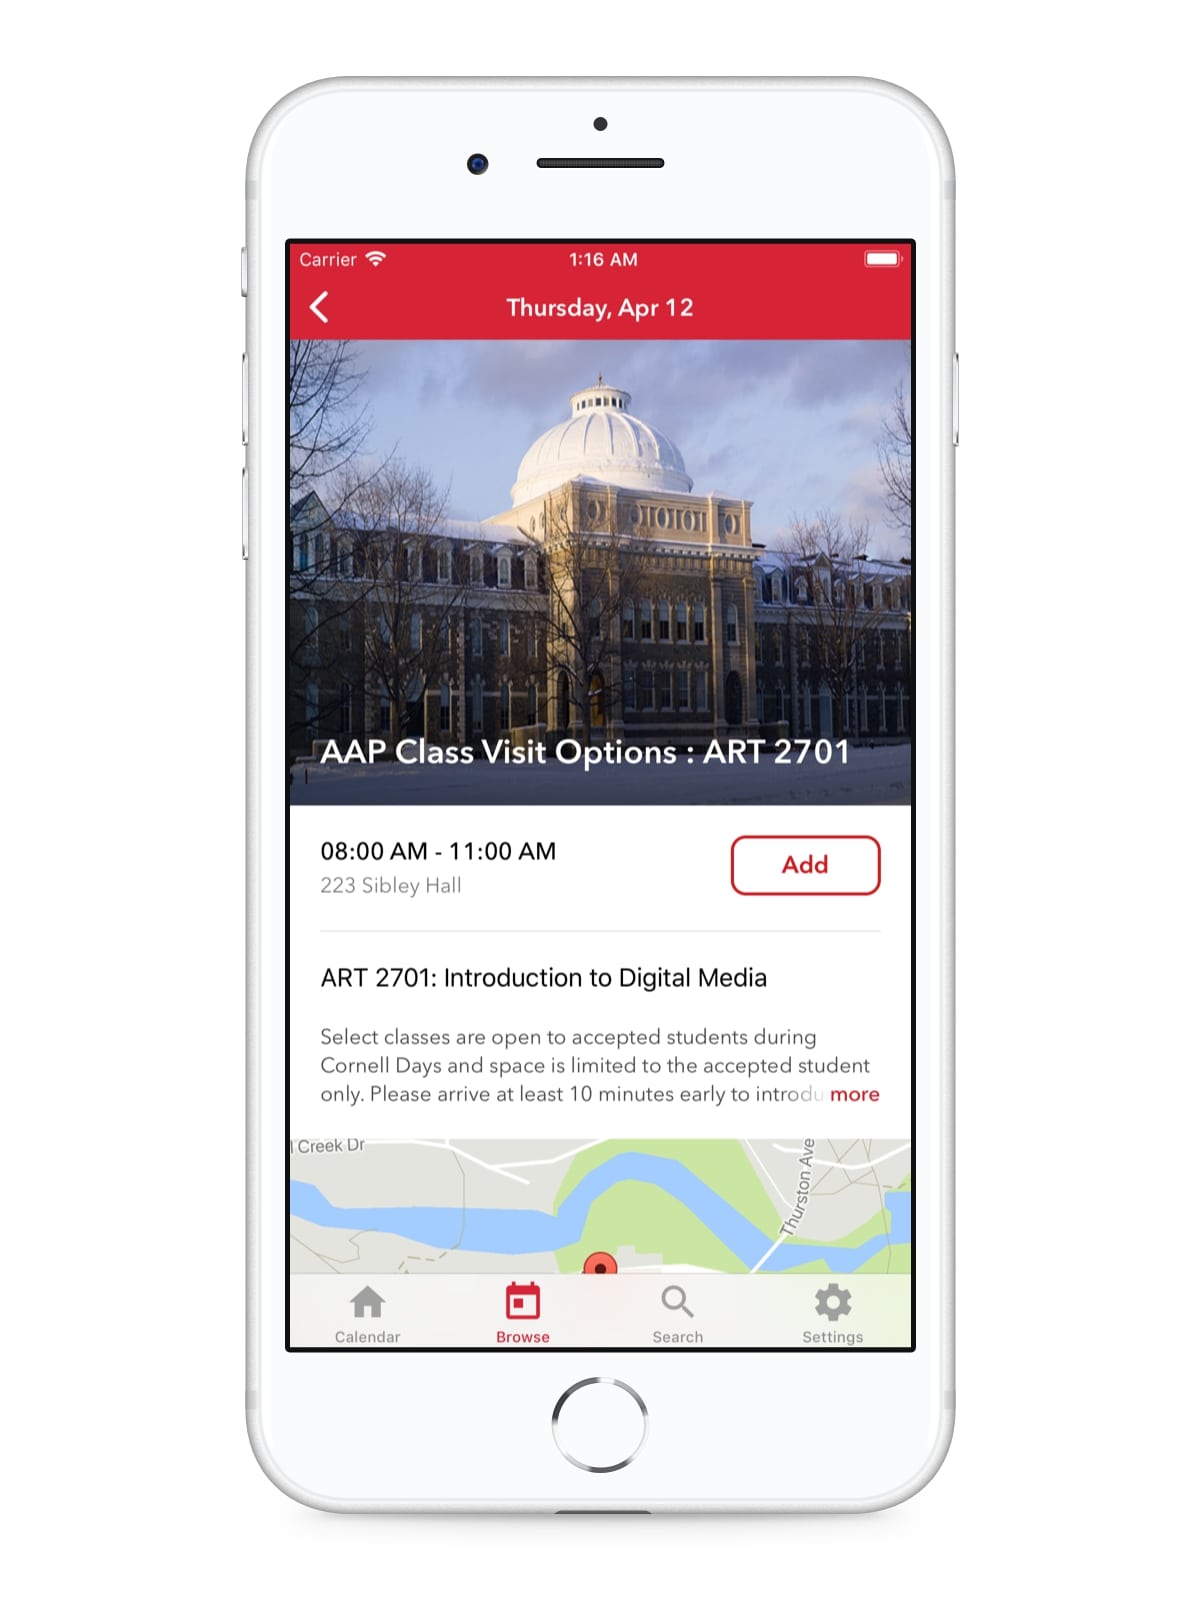 Carrier
1:16 AM
Thursday, Apr 12
AAP Class Visit Options : ART 2701
08:00 AM - 11:00 AM
223 Sibley Hall
Add
ART 2701: Introduction to Digital Media
Select classes are open to accepted students during
Cornell Days and space is limited to the accepted student
only. Please arrive at least 10 minutes early to introdu more
Creek Dr
Thurston Ave
Calendar
Browse
Search
Settings